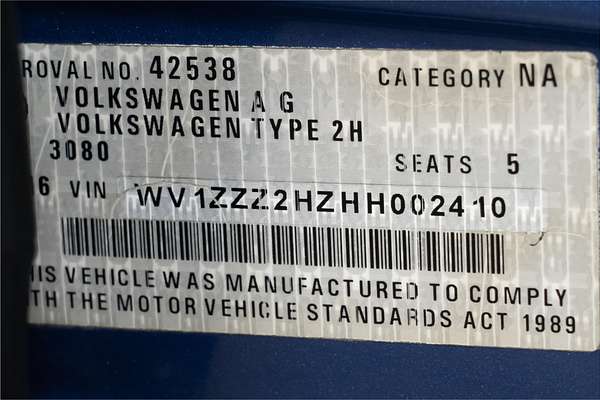 ROVAL NO. 42538 CATEGORY NA
VOLKSWAGEN A G
VOLKSWAGEN TYPE 2H
3080
SEATS 5
6 VIN WV1ZZZ2HZHH002410
HIS VEHICLE WAS MANUFACTURED TO COMPLY
TH THE MOTOR VEHICLE STANDARDS ACT 1989